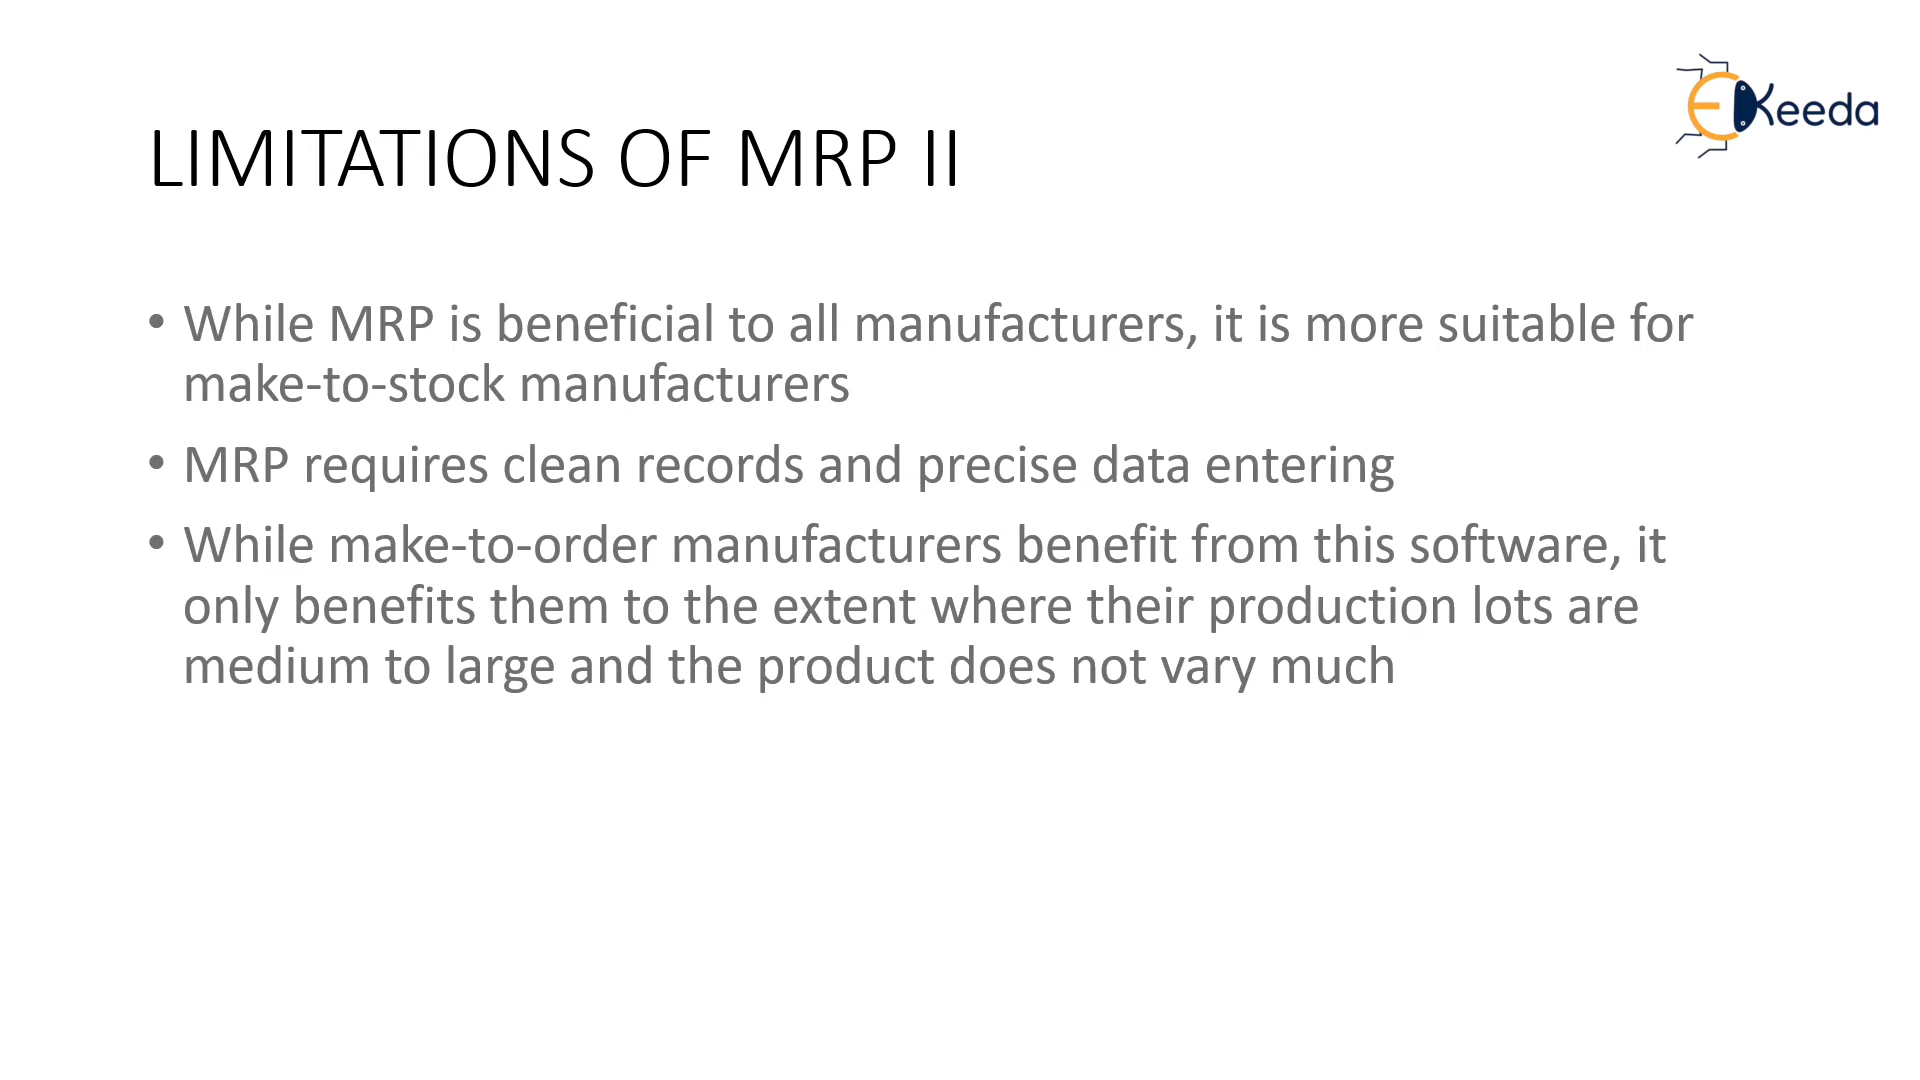 EKeeda
LIMITATIONS OF MRP II
• While MRP is beneficial to all manufacturers, it is more suitable for
make-to-stock manufacturers
• MRP requires clean records and precise data entering
• While make-to-order manufacturers benefit from this software, it
only benefits them to the extent where their production lots are
medium to large and the product does not vary much